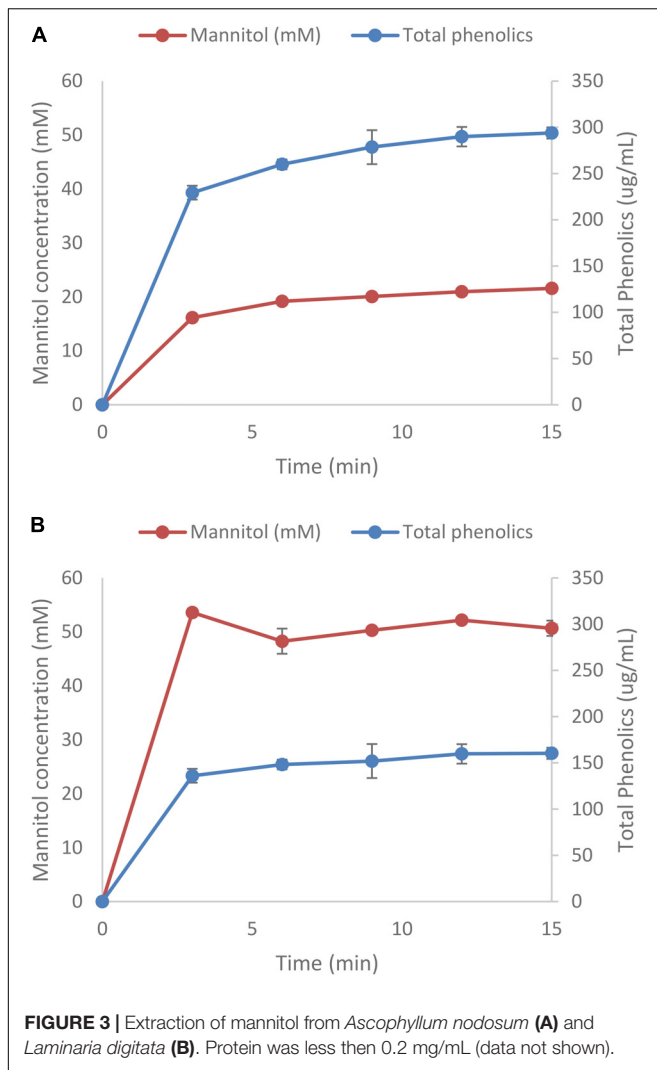 A
Mannitol (mM) Total phenolics
Mannitol concentration (mM)
60
50
40
30
20
10
0
Total Phenolics (ug/mL)
350
300
250
200
150
100
50
0
0 5 10 15
Time (min)
B
Mannitol (mM) Total phenolics
Mannitol concentration (mM)
60
50
40
30
20
10
0
Total Phenolics (ug/mL)
350
300
250
200
150
100
50
0
0 5 10 15
Time (min)
FIGURE 3 | Extraction of mannitol from Ascophyllum nodosum (A) and
Laminaria digitata (B). Protein was less then 0.2 mg/mL (data not shown).